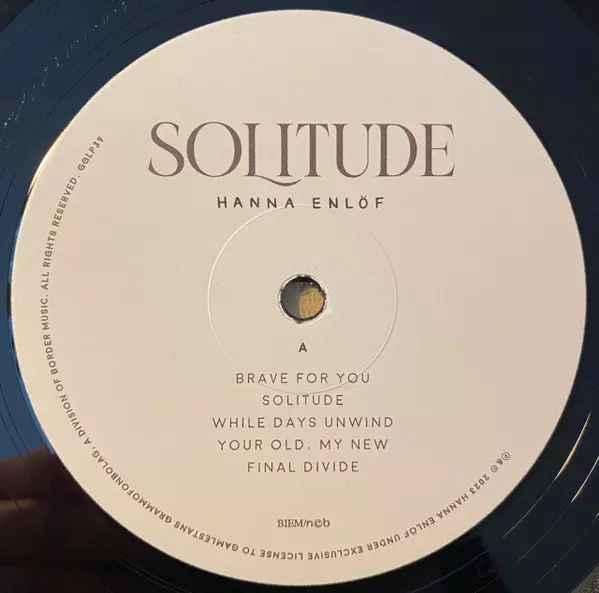 SOLITUDE
HANNA ENLÖF
A
BRAVE FOR YOU
SOLITUDE
WHILE DAYS UNWIND
YOUR OLD, MY NEW
FINAL DIVIDE
BIEM/n©b
℗© 2023 HANNA ENLÖF UNDER EXCLUSIVE LICENSE TO GAMLESTANS GRAMMOFONBOLAG, A DIVISION OF BORDER MUSIC. ALL RIGHTS RESERVED. GGLP39